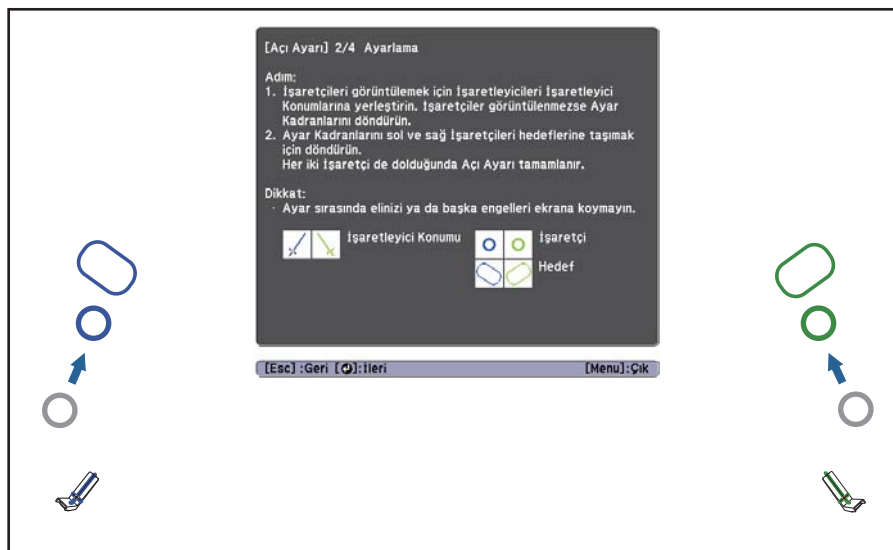 [Açı Ayarı] 2/4 Ayarlama
Adım:
1. İşaretçileri görüntülemek için İşaretleyicileri İşaretleyici
Konumlarına yerleştirin. İşaretçiler görüntülenmezse Ayar
Kadranlarını döndürün.
2. Ayar Kadranlarını sol ve sağ İşaretçileri hedeflerine taşımak
için döndürün.
Her iki İşaretçi de dolduğunda Açı Ayarı tamamlanır.
Dikkat:
· Ayar sırasında elinizi ya da başka engelleri ekrana koymayın.
İşaretleyici Konumu
İşaretçi
Hedef
[Esc] :Geri [⏎]:İleri [Menu]:Çık